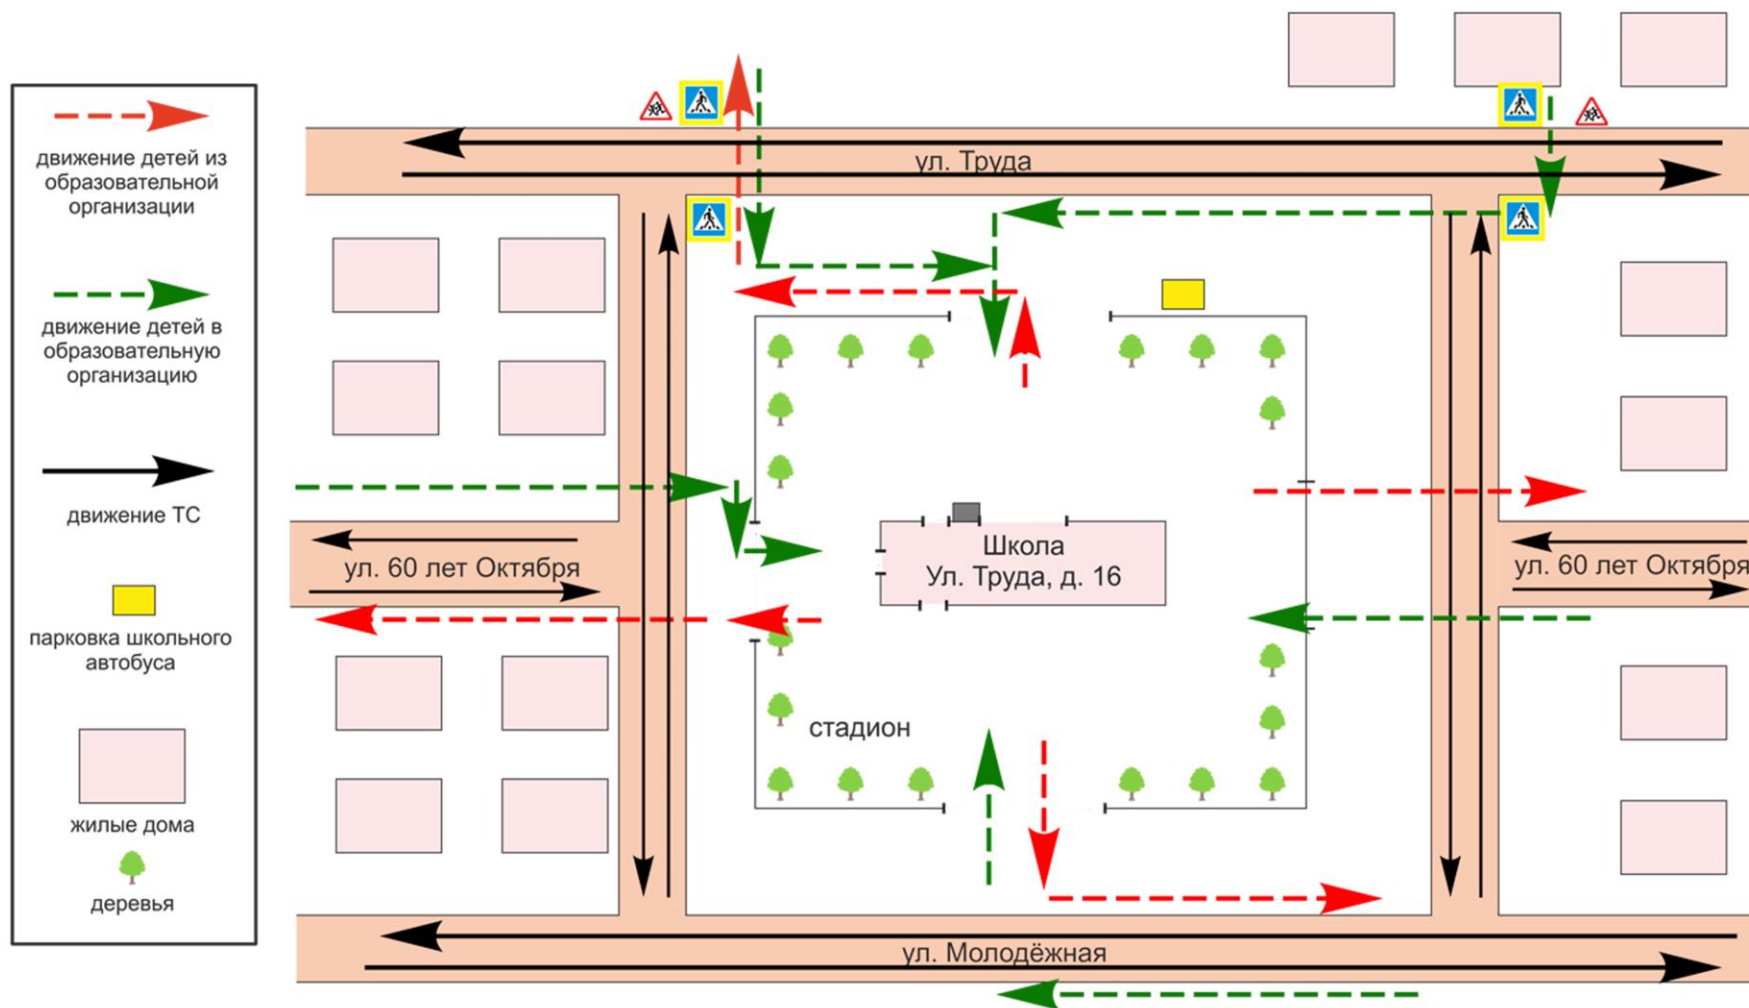 движение детей из
образовательной
организации
движение детей в
образовательную
организацию
движение ТС
парковка школьного
автобуса
жилые дома
деревья
ул. Труда
ул. 60 лет Октября
Школа
Ул. Труда, д. 16
ул. 60 лет Октября
стадион
ул. Молодёжная